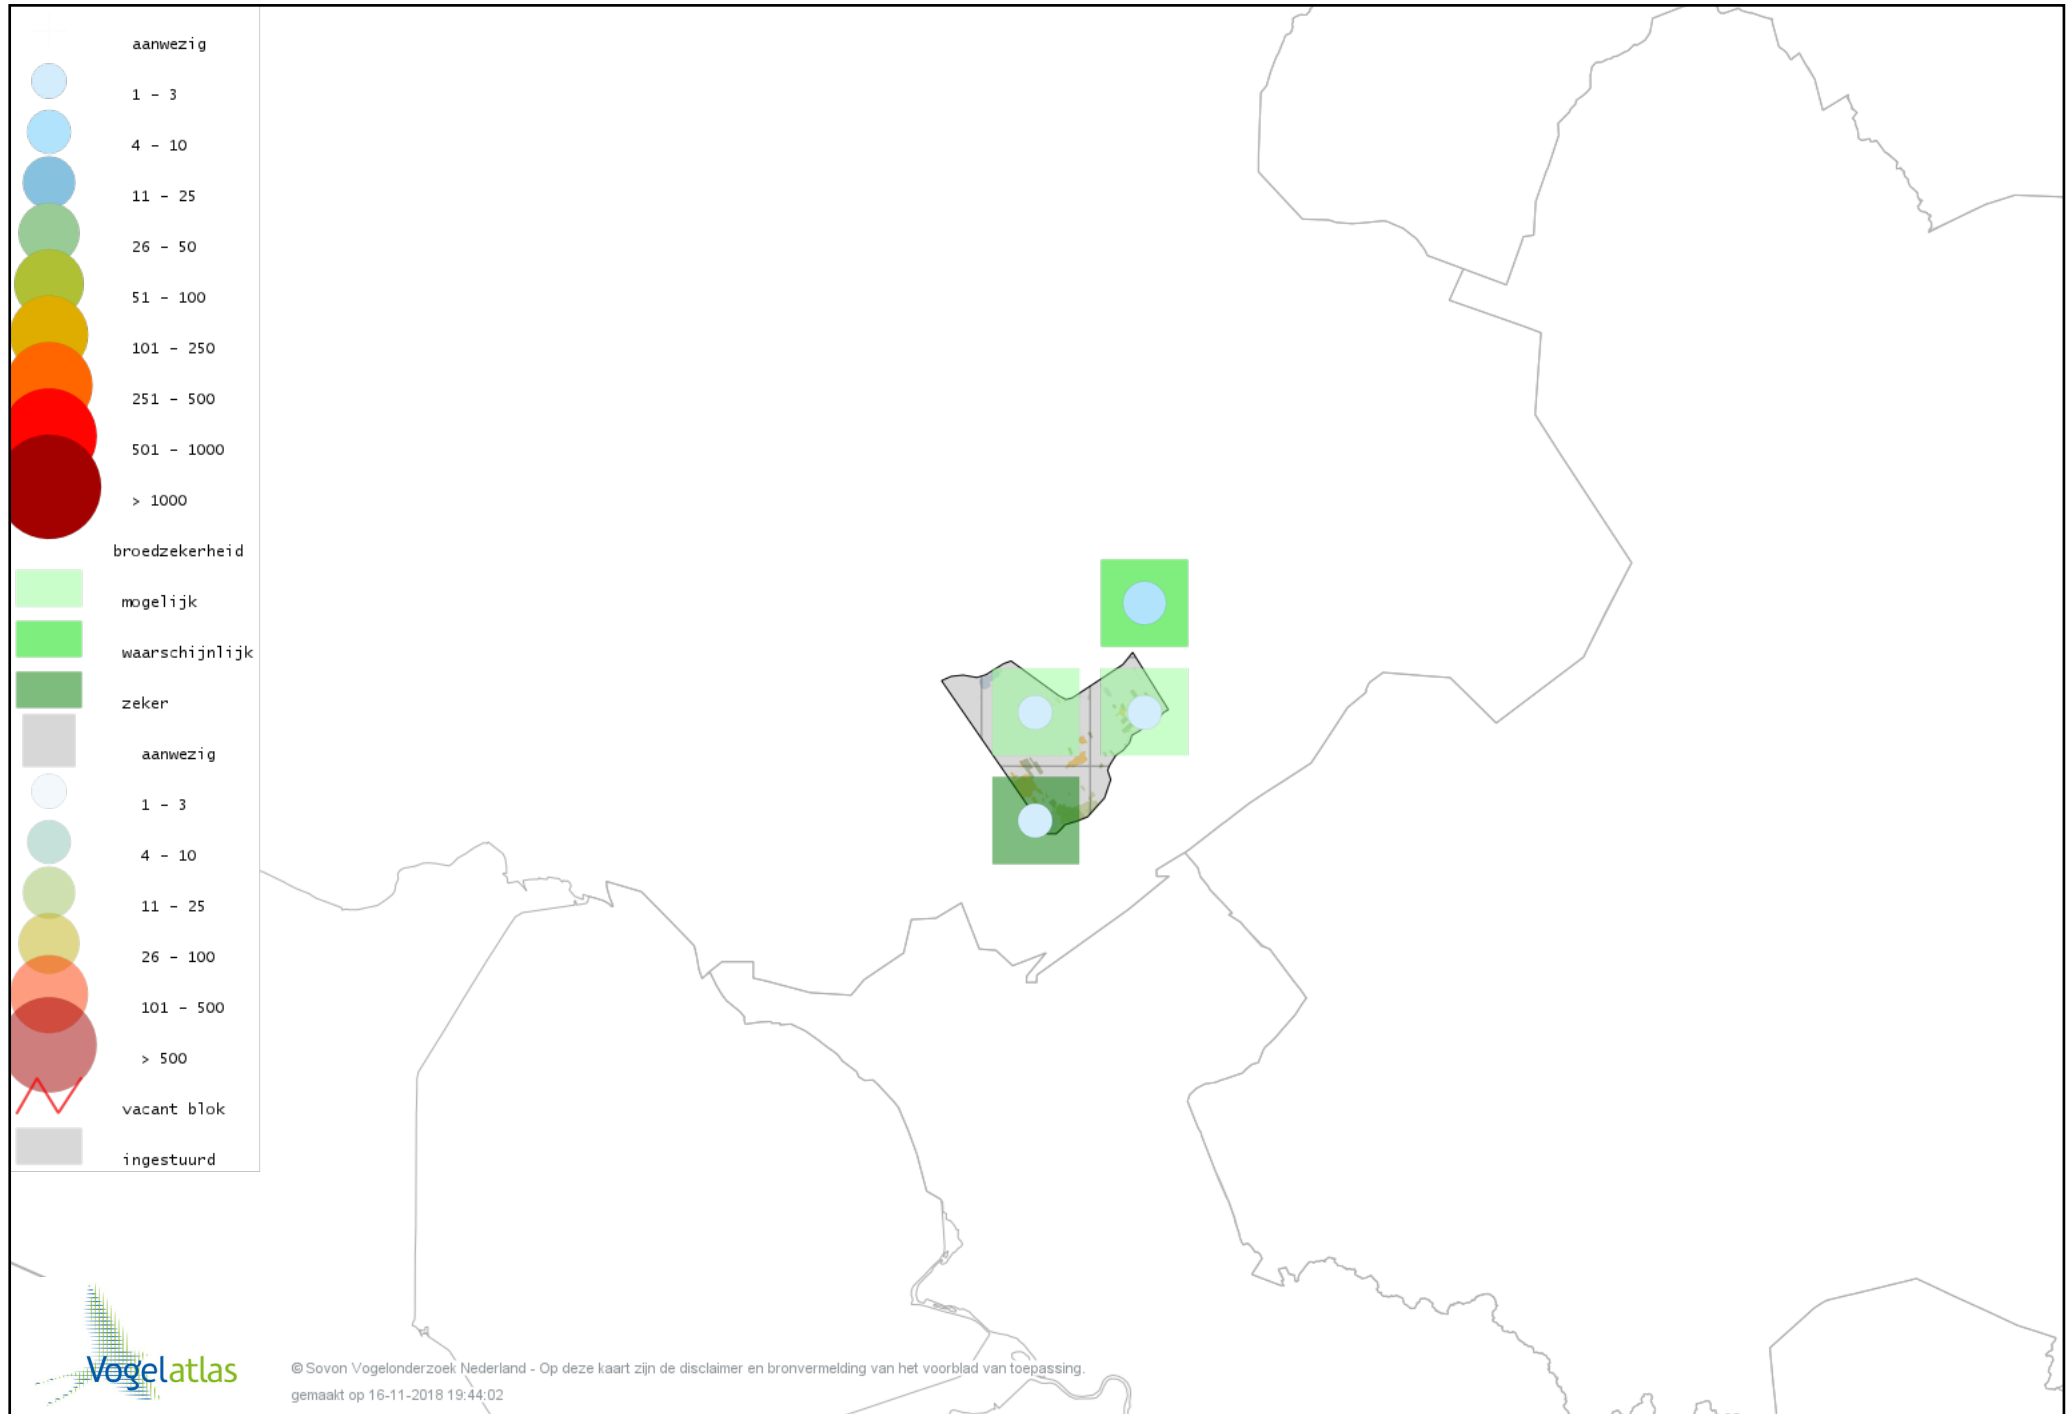 aanwezig
1 - 3
4 - 10
11 - 25
26 - 50
51 - 100
101 - 250
251 - 500
501 - 1000
> 1000
broedzekerheid
mogelijk
waarschijnlijk
zeker
aanwezig
1 - 3
4 - 10
11 - 25
26 - 100
101 - 500
> 500
vacant blok
ingestuurd
Vogelatlas
© Sovon Vogelonderzoek Nederland - Op deze kaart zijn de disclaimer en bronvermelding van het voorblad van toepassing.
gemaakt op 16-11-2018 19:44:02